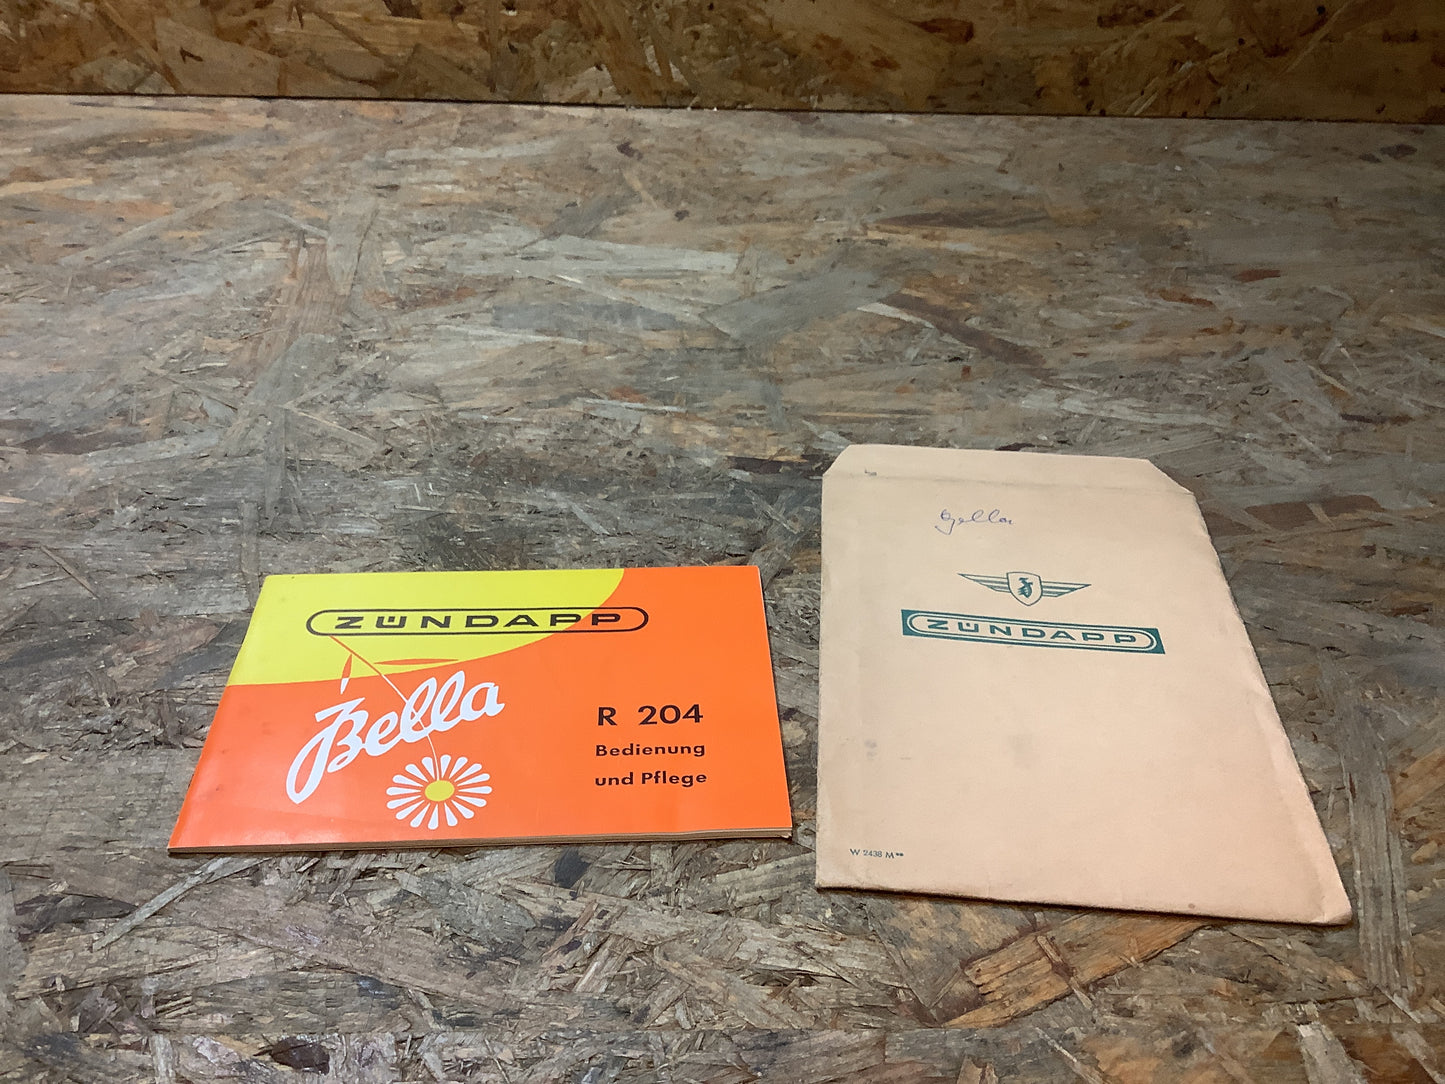 ZÜNDAPP
Bella
R 204
Bedienung
und Pflege
Bella
ZÜNDAPP
W 2438 M